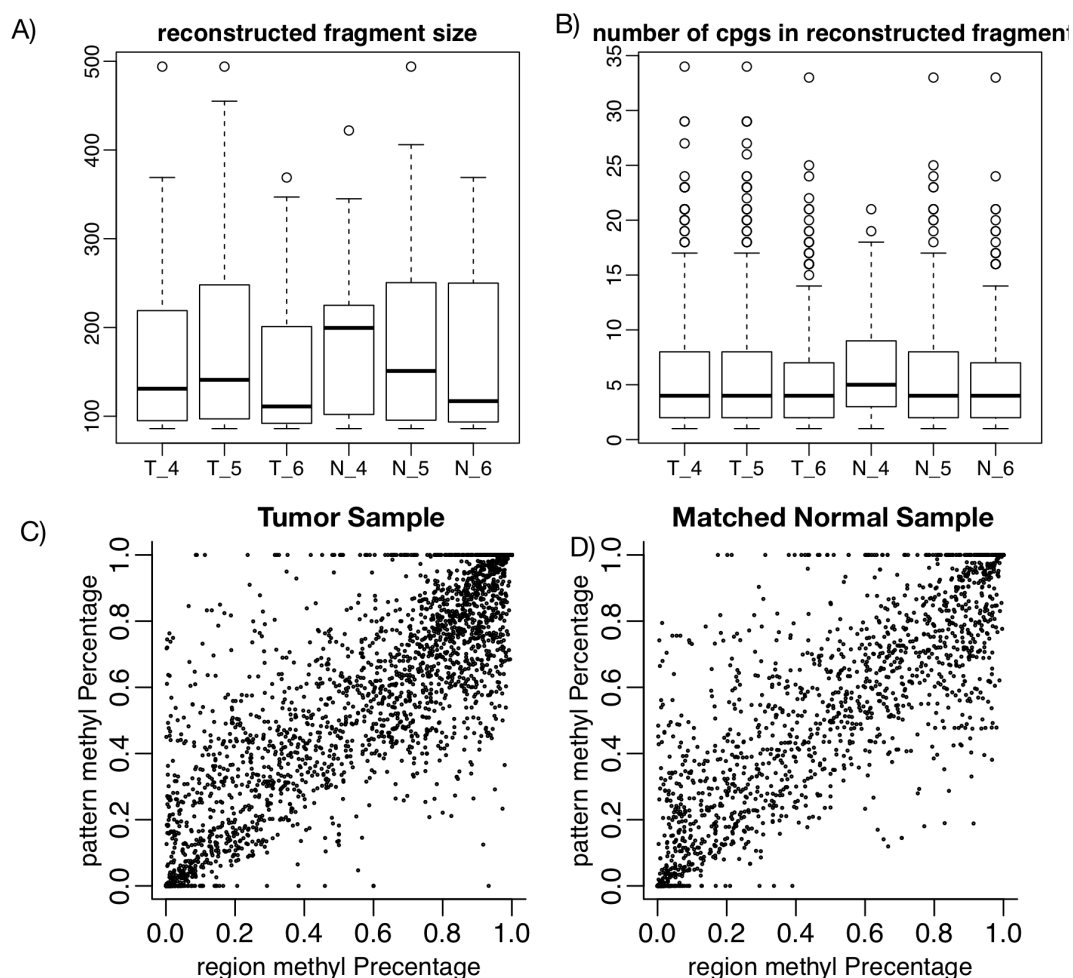 A)
reconstructed fragment size
500
400
300
200
100
T_4 T_5 T_6 N_4 N_5 N_6
B)
number of cpgs in reconstructed fragment
35
30
25
20
15
10
5
0
T_4 T_5 T_6 N_4 N_5 N_6
C)
Tumor Sample
pattern methyl Percentage
1.0
0.8
0.6
0.4
0.2
0.0
0.0 0.2 0.4 0.6 0.8 1.0
region methyl Precentage
D)
Matched Normal Sample
pattern methyl Percentage
1.0
0.8
0.6
0.4
0.2
0.0
0.0 0.2 0.4 0.6 0.8 1.0
region methyl Precentage